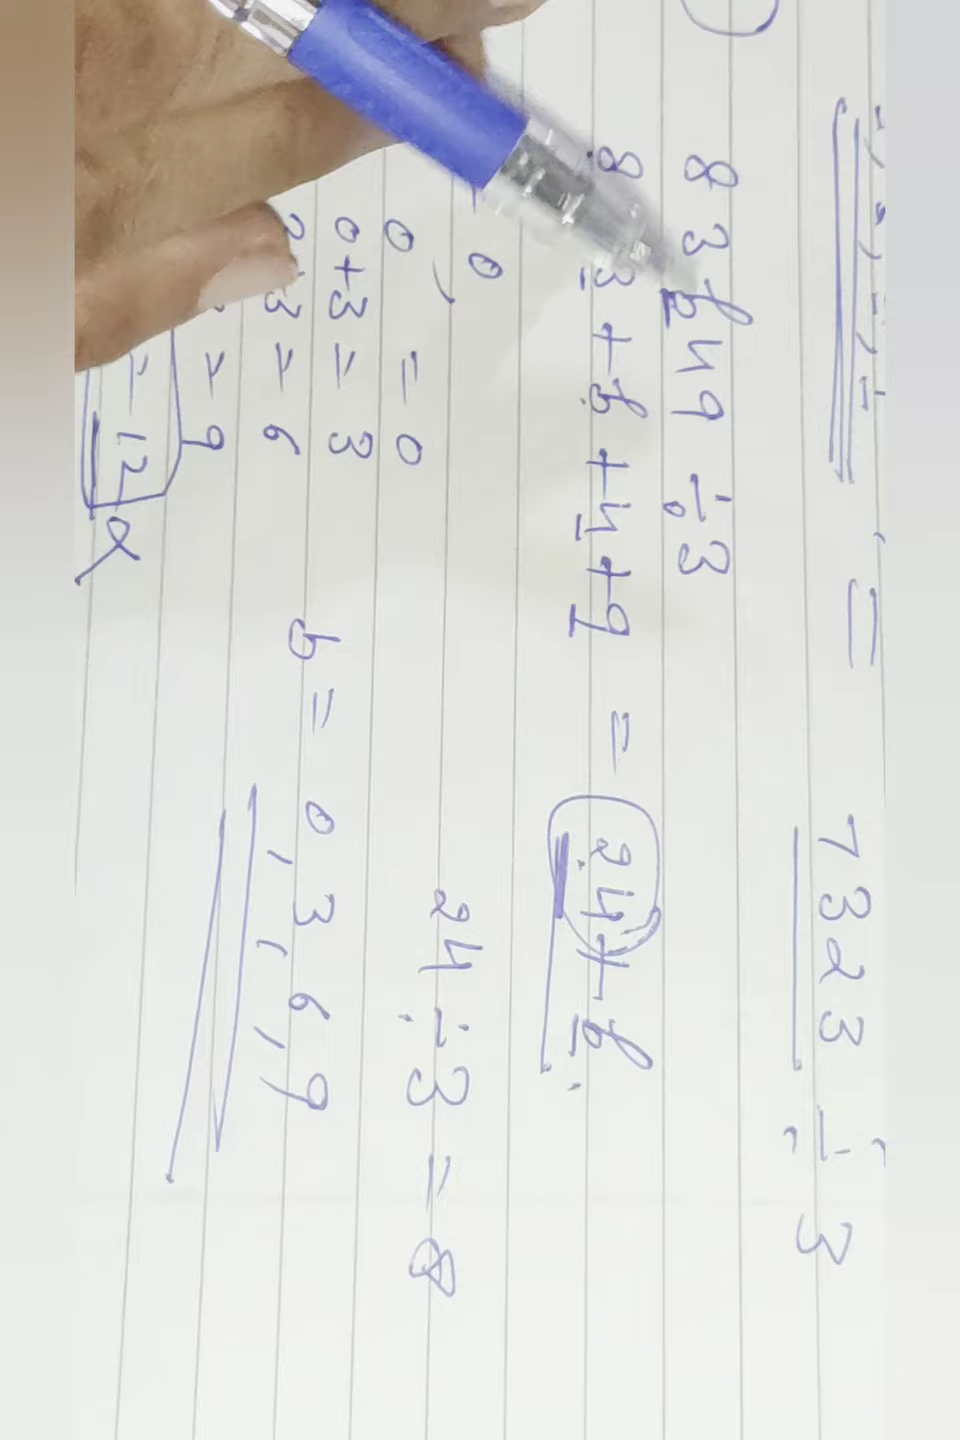 7323 ÷ 3
=
83b49 ÷ 3
8 3 + b + 4 + 9 = 24 + b
0
24 ÷ 3 = 8
0 = 0
0+3 = 3
b = 0, 3, 6, 9
3 = 6
= 9
= 12